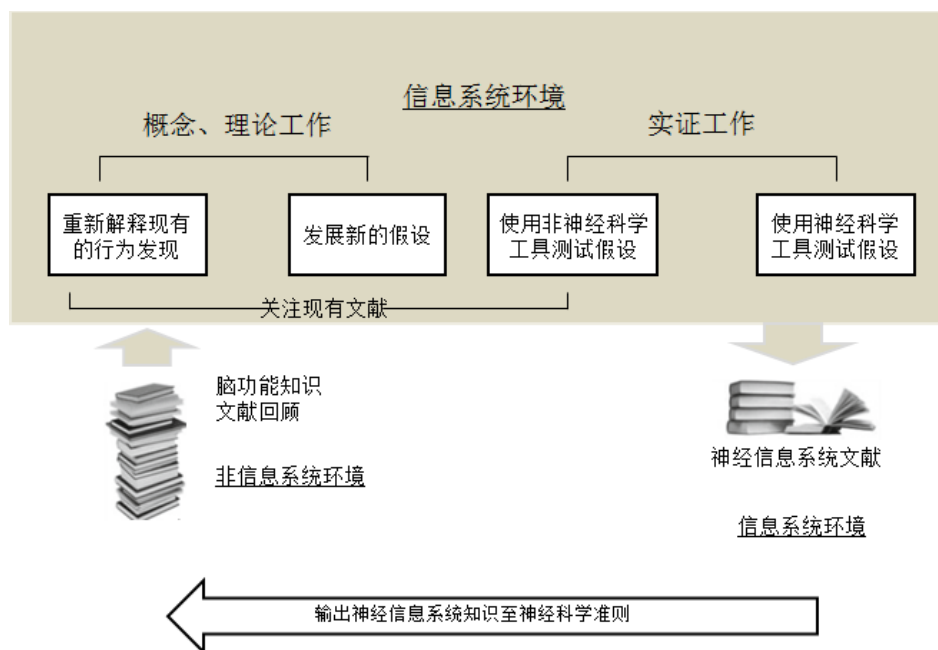 信息系统环境
概念、理论工作
实证工作
重新解释现有
的行为发现
发展新的假设
使用非神经科学
工具测试假设
使用神经科学
工具测试假设
关注现有文献
脑功能知识
文献回顾
非信息系统环境
神经信息系统文献
信息系统环境
输出神经信息系统知识至神经科学准则